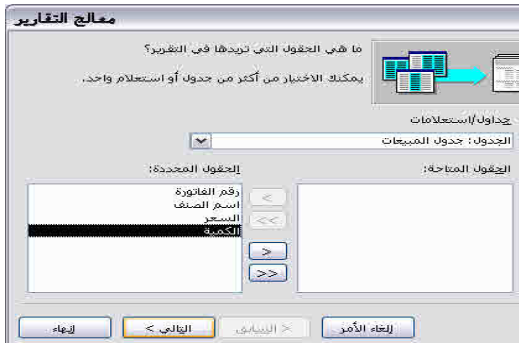 معالج التقارير
ما هي الحقول التي تريدها في التقرير؟
يمكنك الاختيار من أكثر من جدول أو استعلام واحد.
جداول/استعلامات
الجدول: جدول المبيعات
الحقول المتاحة:
الحقول المحددة:
رقم الفاتورة
اسم الصنف
السعر
الكمية
>
>>
<
<<
إلغاء الأمر
< السابق
التالي >
إنهاء